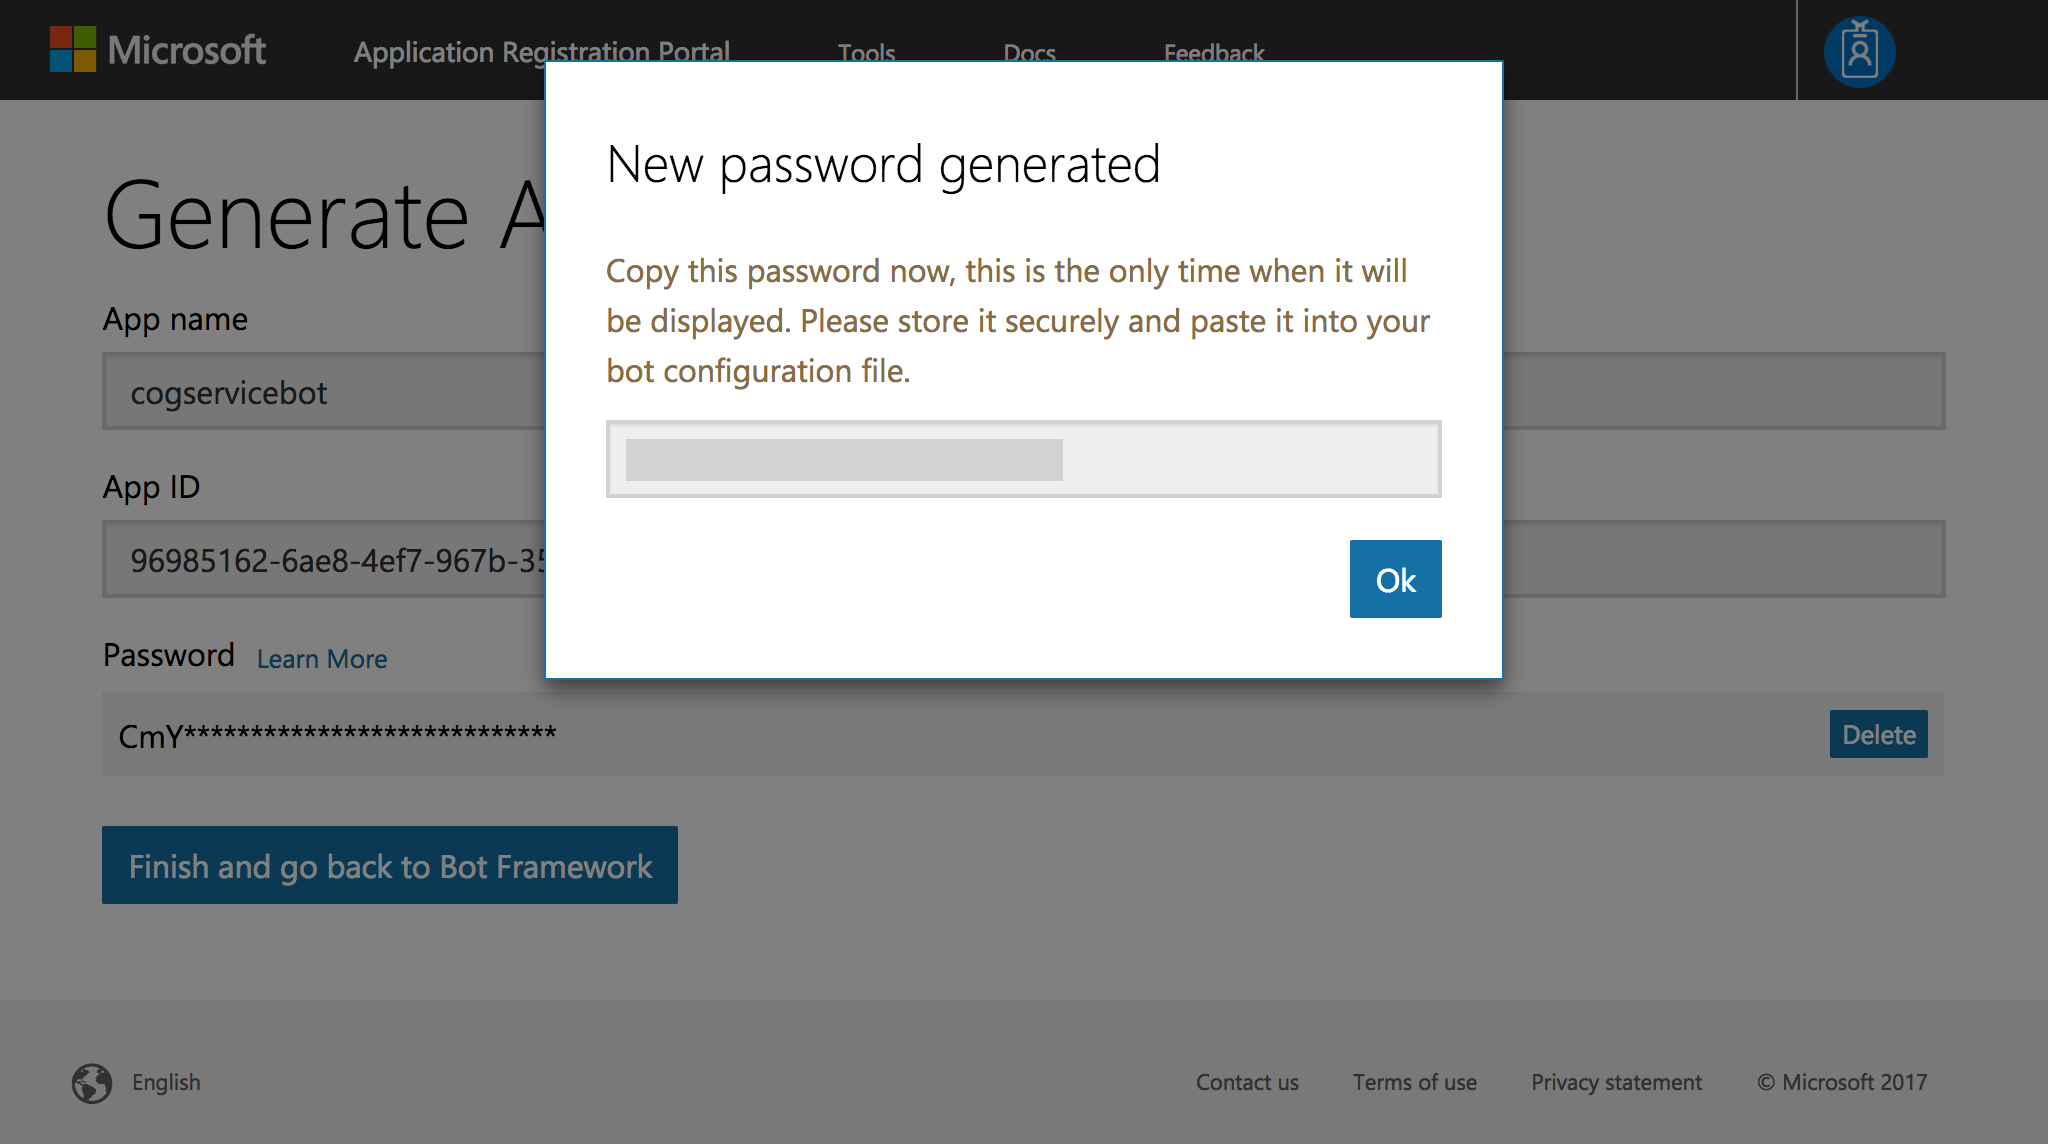 Microsoft
Application Registration Portal
Tools
Docs
Feedback
Generate A
App name
cogservicebot
App ID
96985162-6ae8-4ef7-967b-35
Password Learn More
CmY****************************
Delete
Finish and go back to Bot Framework
New password generated
Copy this password now, this is the only time when it will
be displayed. Please store it securely and paste it into your
bot configuration file.
Ok
English
Contact us
Terms of use
Privacy statement
© Microsoft 2017